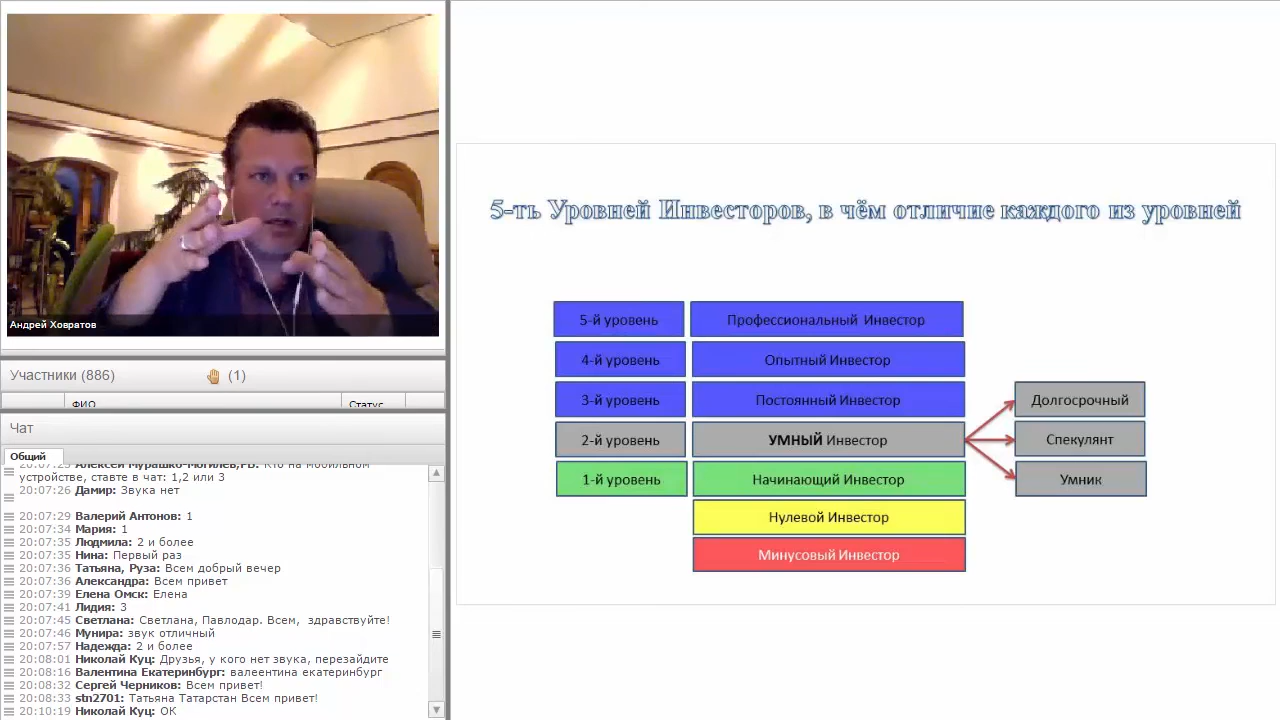 Андрей Ховратов
Участники (886)
(1)
ФИО
Статус
Чат
Общий
20:07:25 Алексей Мурашко-Могилев,РБ: Кто на мобильном
устройстве, ставте в чат: 1,2 или 3
20:07:26 Дамир: Звука нет
20:07:29 Валерий Антонов: 1
20:07:34 Мария: 1
20:07:35 Людмила: 2 и более
20:07:35 Нина: Первый раз
20:07:36 Татьяна, Руза: Всем добрый вечер
20:07:36 Александра: Всем привет
20:07:39 Елена Омск: Елена
20:07:41 Лидия: 3
20:07:45 Светлана: Светлана, Павлодар. Всем, здравствуйте!
20:07:46 Мунира: звук отличный
20:07:57 Надежда: 2 и более
20:08:01 Николай Куц: Друзья, у кого нет звука, перезайдите
20:08:16 Валентина Екатеринбург: валеентина екатеринбург
20:08:32 Сергей Черников: Всем привет!
20:08:33 stn2701: Татьяна Татарстан Всем привет!
20:10:19 Николай Куц: ОК
5-ть Уровней Инвесторов, в чём отличие каждого из уровней
5-й уровень Профессиональный Инвестор
4-й уровень Опытный Инвестор
3-й уровень Постоянный Инвестор
Долгосрочный
2-й уровень УМНЫЙ Инвестор
Спекулянт
1-й уровень Начинающий Инвестор
Умник
Нулевой Инвестор
Минусовый Инвестор